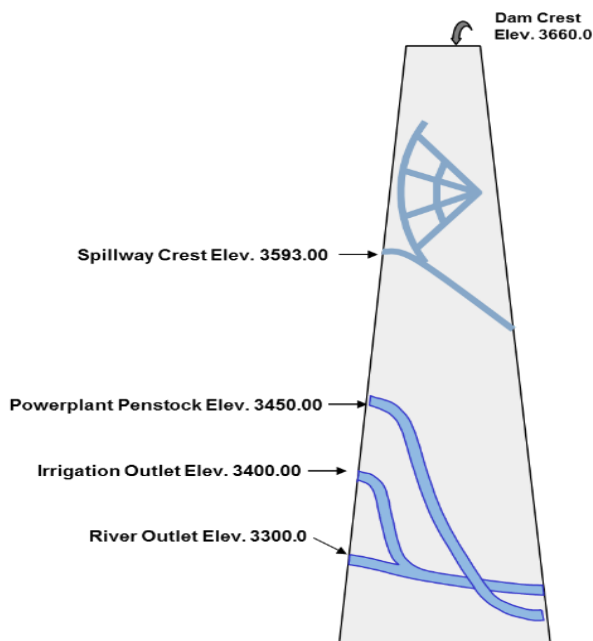 Dam Crest
Elev. 3660.0
Spillway Crest Elev. 3593.00
Powerplant Penstock Elev. 3450.00
Irrigation Outlet Elev. 3400.00
River Outlet Elev. 3300.0